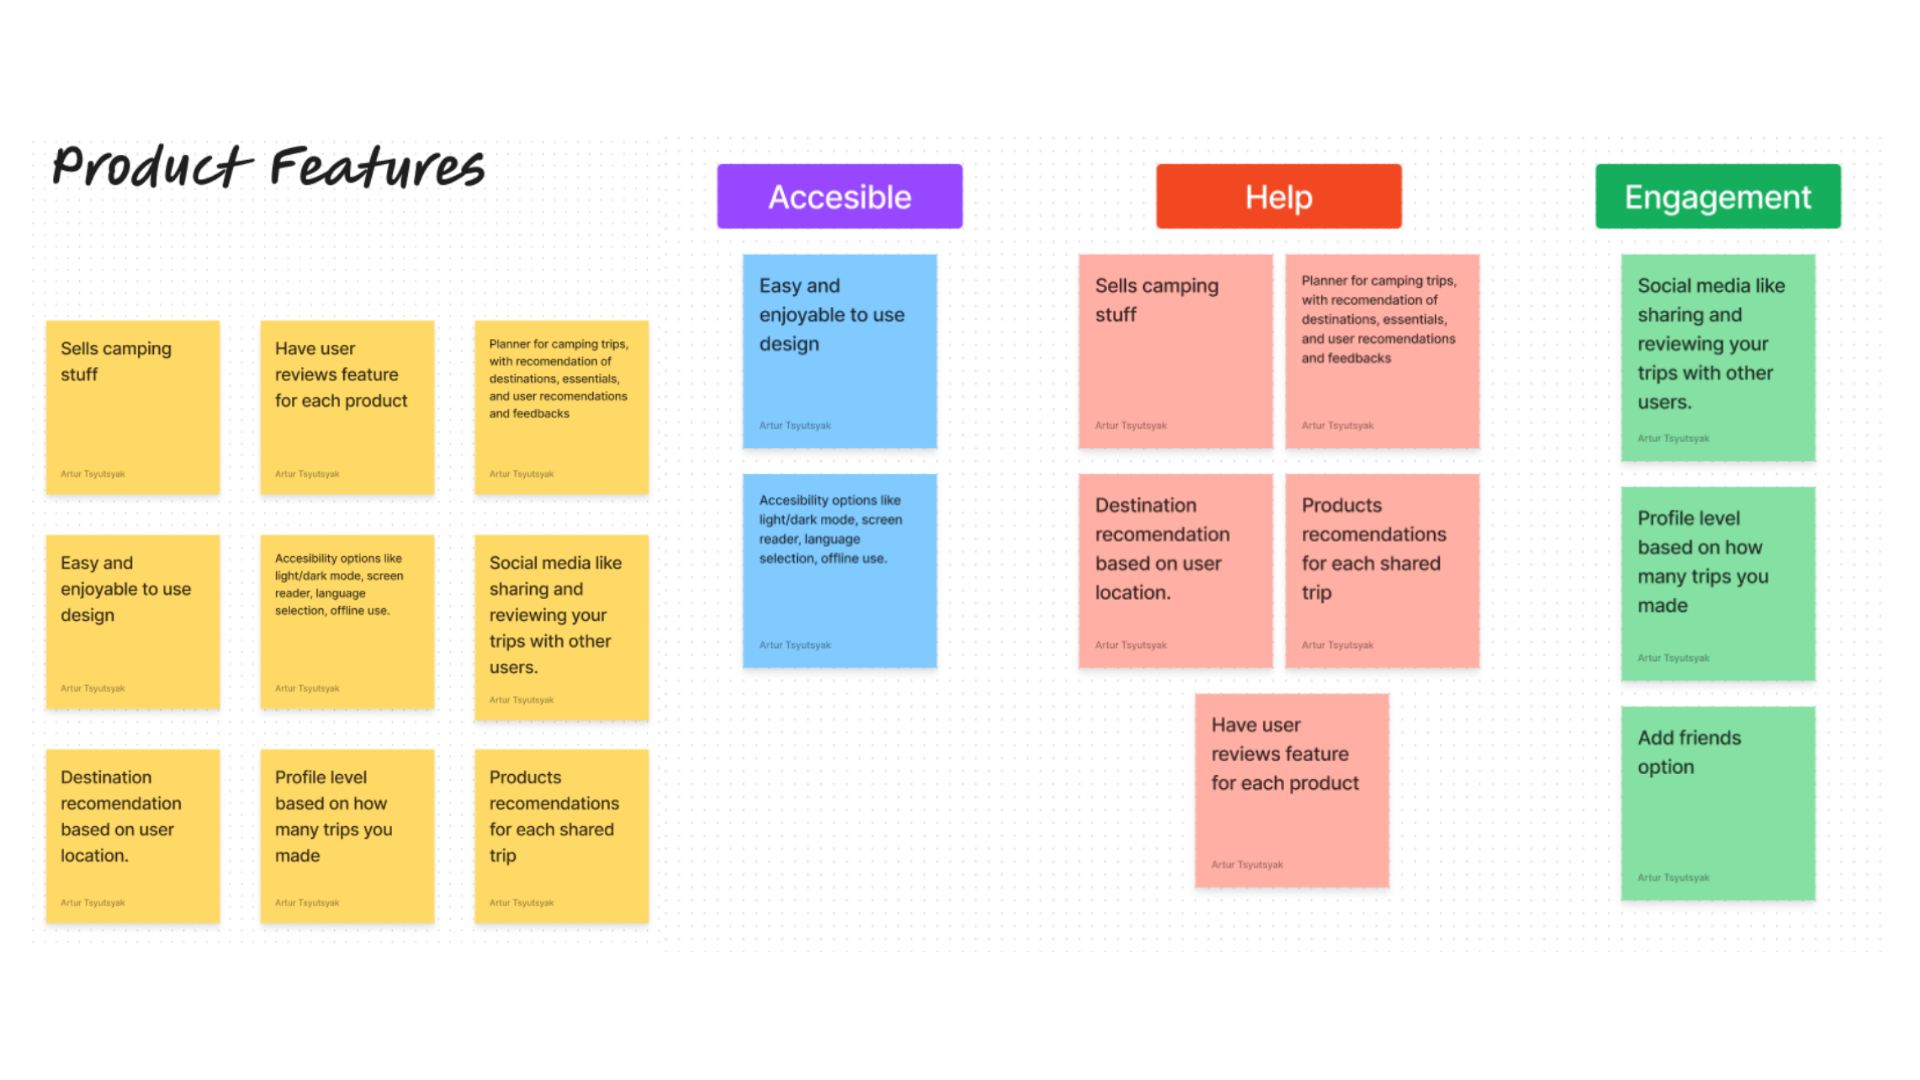 Product Features
Sells camping
stuff
Artur Tsyutsyak
Have user
reviews feature
for each product
Artur Tsyutsyak
Planner for camping trips,
with recomendation of
destinations, essentials,
and user recomendations
and feedbacks
Artur Tsyutsyak
Easy and
enjoyable to use
design
Artur Tsyutsyak
Accesibility options like
light/dark mode, screen
reader, language
selection, offline use.
Artur Tsyutsyak
Social media like
sharing and
reviewing your
trips with other
users.
Artur Tsyutsyak
Destination
recomendation
based on user
location.
Artur Tsyutsyak
Profile level
based on how
many trips you
made
Artur Tsyutsyak
Products
recomendations
for each shared
trip
Artur Tsyutsyak
Accesible
Easy and
enjoyable to use
design
Artur Tsyutsyak
Accesibility options like
light/dark mode, screen
reader, language
selection, offline use.
Artur Tsyutsyak
Help
Sells camping
stuff
Artur Tsyutsyak
Planner for camping trips,
with recomendation of
destinations, essentials,
and user recomendations
and feedbacks
Artur Tsyutsyak
Destination
recomendation
based on user
location.
Artur Tsyutsyak
Products
recomendations
for each shared
trip
Artur Tsyutsyak
Have user
reviews feature
for each product
Artur Tsyutsyak
Engagement
Social media like
sharing and
reviewing your
trips with other
users.
Artur Tsyutsyak
Profile level
based on how
many trips you
made
Artur Tsyutsyak
Add friends
option
Artur Tsyutsyak